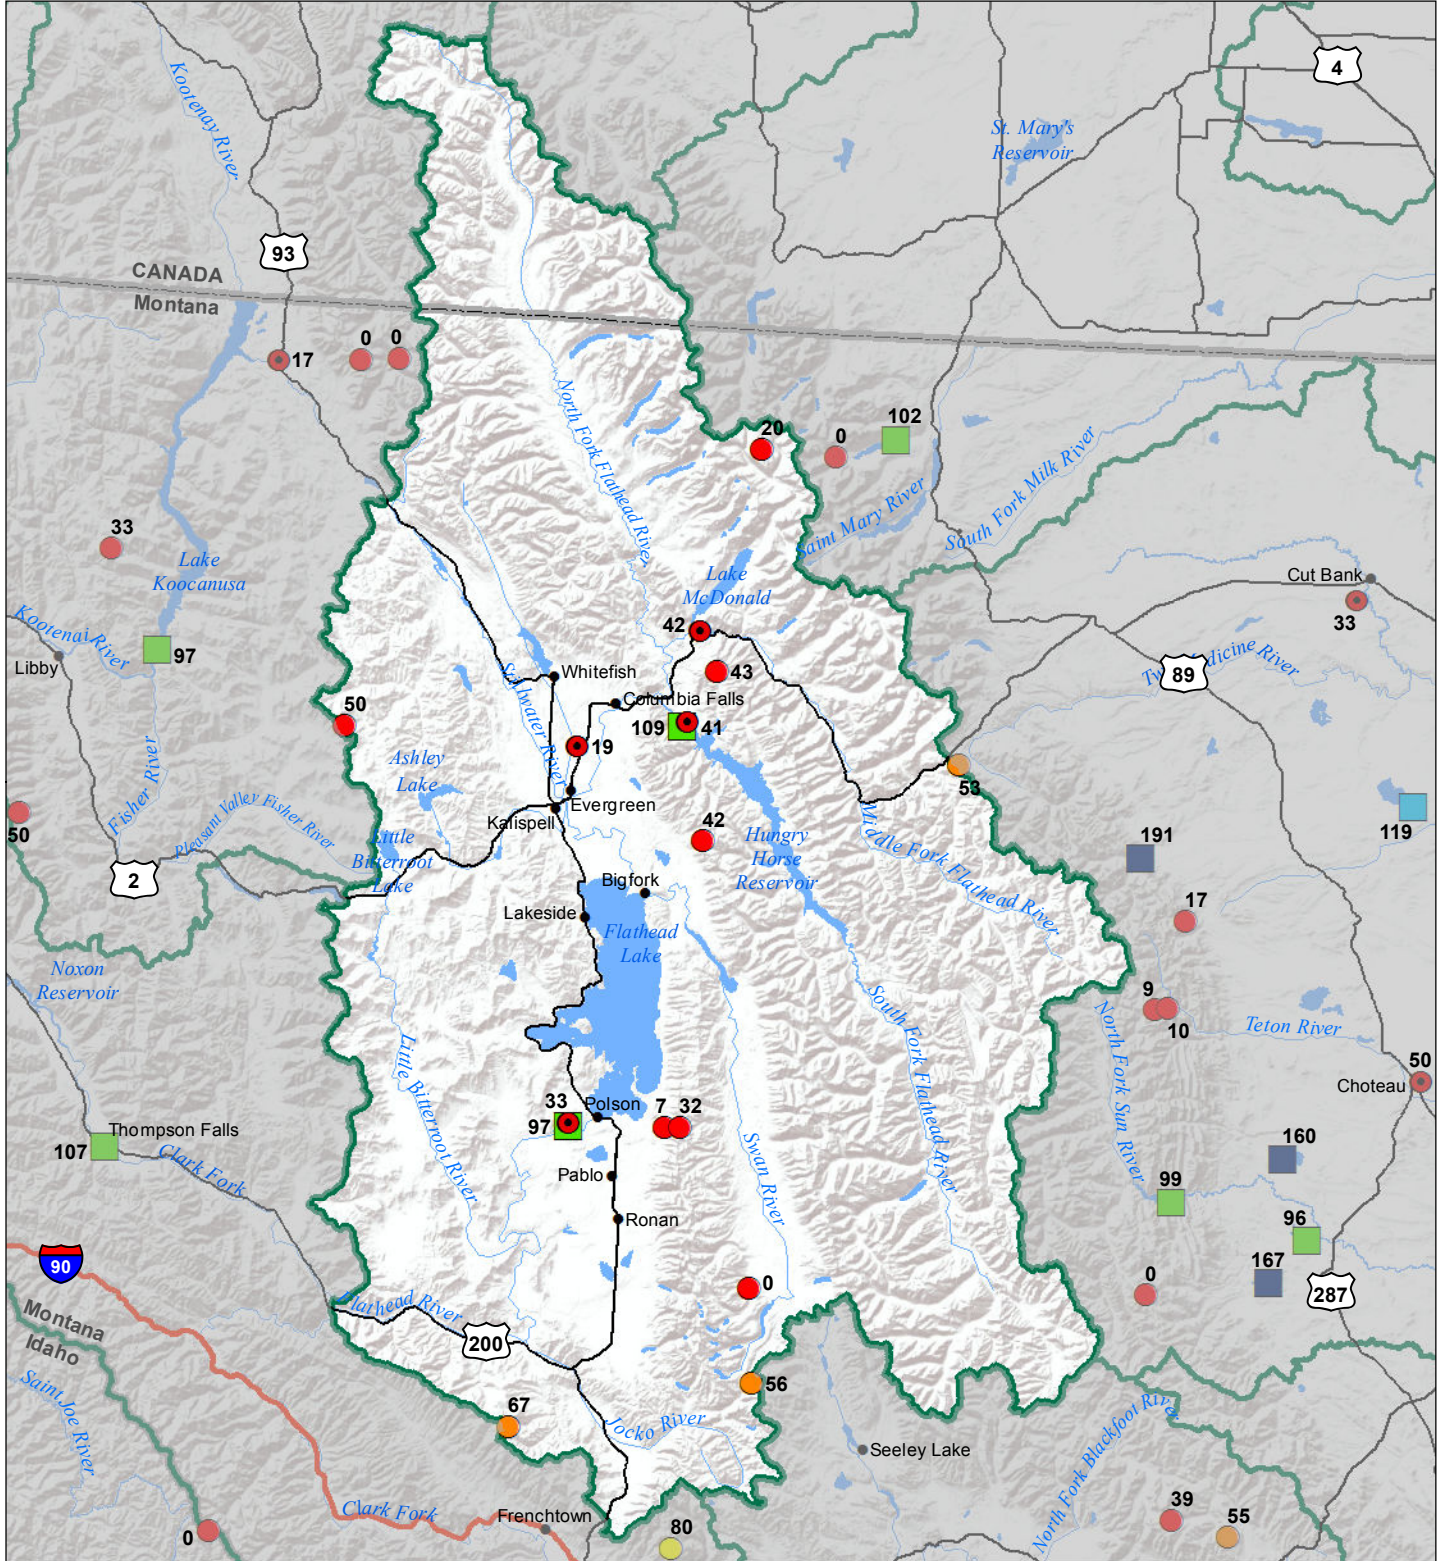 4
Kootenay River
St. Mary's
Reservoir
93
CANADA
Montana
17
0
0
20
0
102
North Fork Flathead River
Saint Mary River
South Fork Milk River
33
Lake
Koocanusa
Lake
McDonald
Cut Bank
33
Kootenai River
Libby
97
42
43
Two Medicine River
89
Whitefish
Columbia Falls
Stillwater River
50
109
41
19
Ashley
Lake
53
Fisher River
Pleasant Valley Fisher River
Evergreen
Kalispell
50
119
191
42
Hungry
Horse
Reservoir
Middle Fork Flathead River
Little
Bitterroot
Lake
2
Bigfork
Lakeside
17
Flathead
Lake
Noxon
Reservoir
9
10
South Fork Flathead River
North Fork Sun River
Teton River
Little Bitterroot River
50
Choteau
33
97
Polson
7
32
Thompson Falls
107
Clark Fork
Swan River
160
Pablo
99
Ronan
96
90
0
0
167
287
Flathead River
Montana
Idaho
200
56
Saint Joe River
67
Jocko River
Seeley Lake
North Fork Blackfoot River
Clark Fork
Frenchtown
39
55
0
80